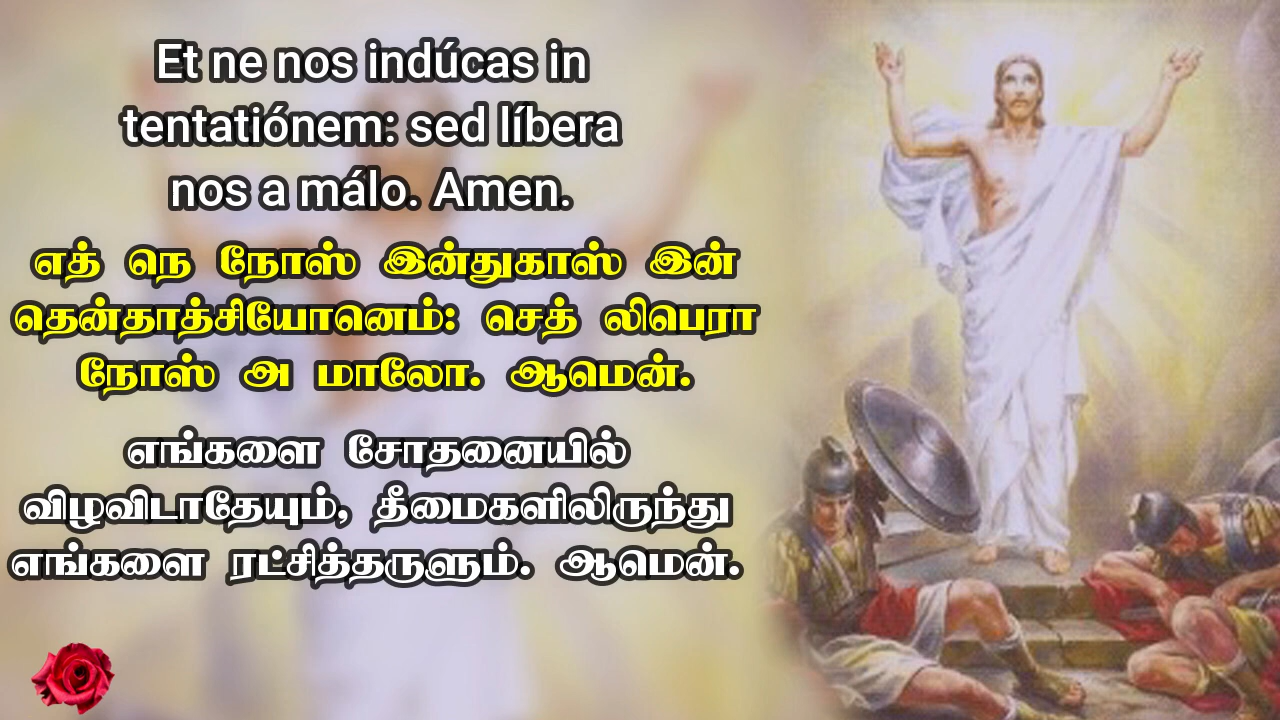 Et ne nos indúcas in
tentatiónem: sed líbera
nos a málo. Amen.
எத் நெ நோஸ் இன்துகாஸ் இன்
தென்தாத்சியோனெம்: செத் லிபெரா
நோஸ் அ மாலோ. ஆமென்.
எங்களை சோதனையில்
விழவிடாதேயும், தீமைகளிலிருந்து
எங்களை ரட்சித்தருளும். ஆமென்.